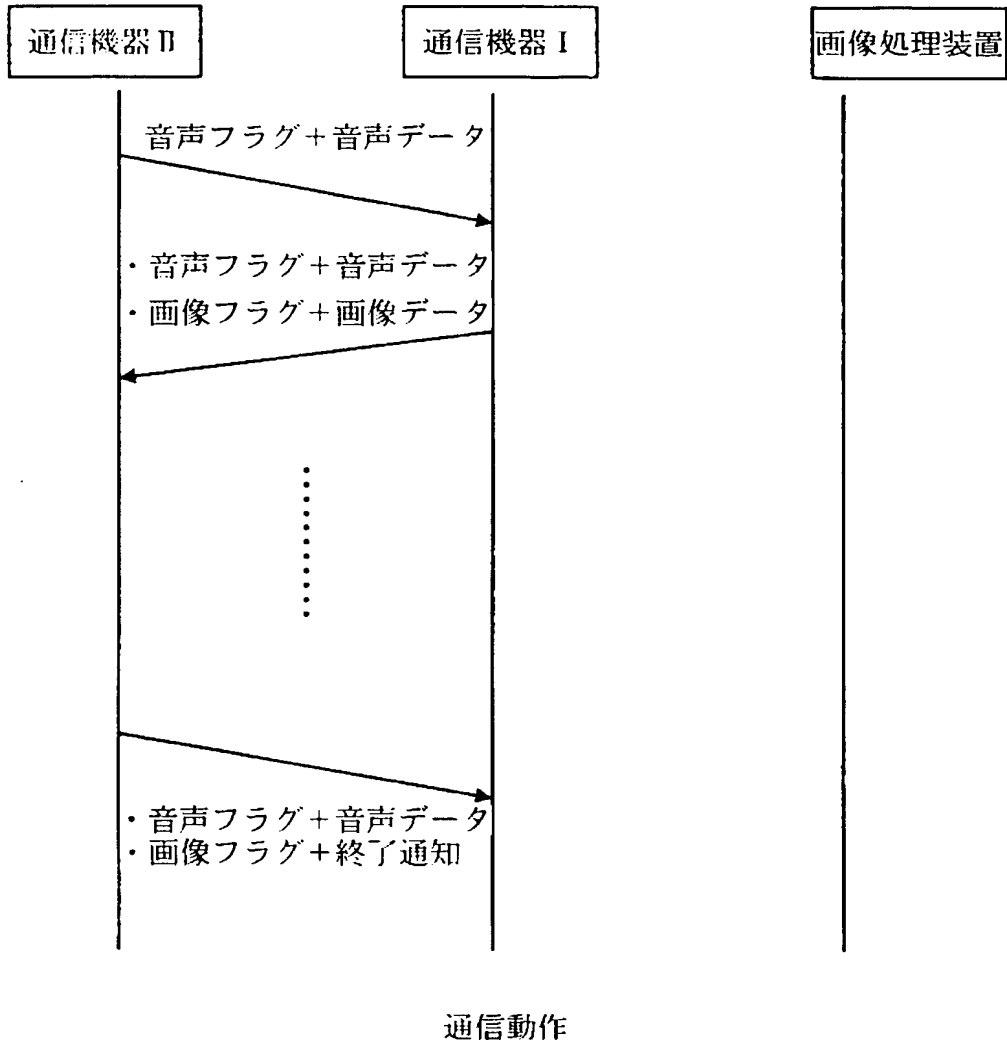 通信機器Ⅱ
通信機器Ⅰ
画像処理装置
音声フラグ＋音声データ
・音声フラグ＋音声データ
・画像フラグ＋画像データ
・音声フラグ＋音声データ
・画像フラグ＋終了通知
通信動作